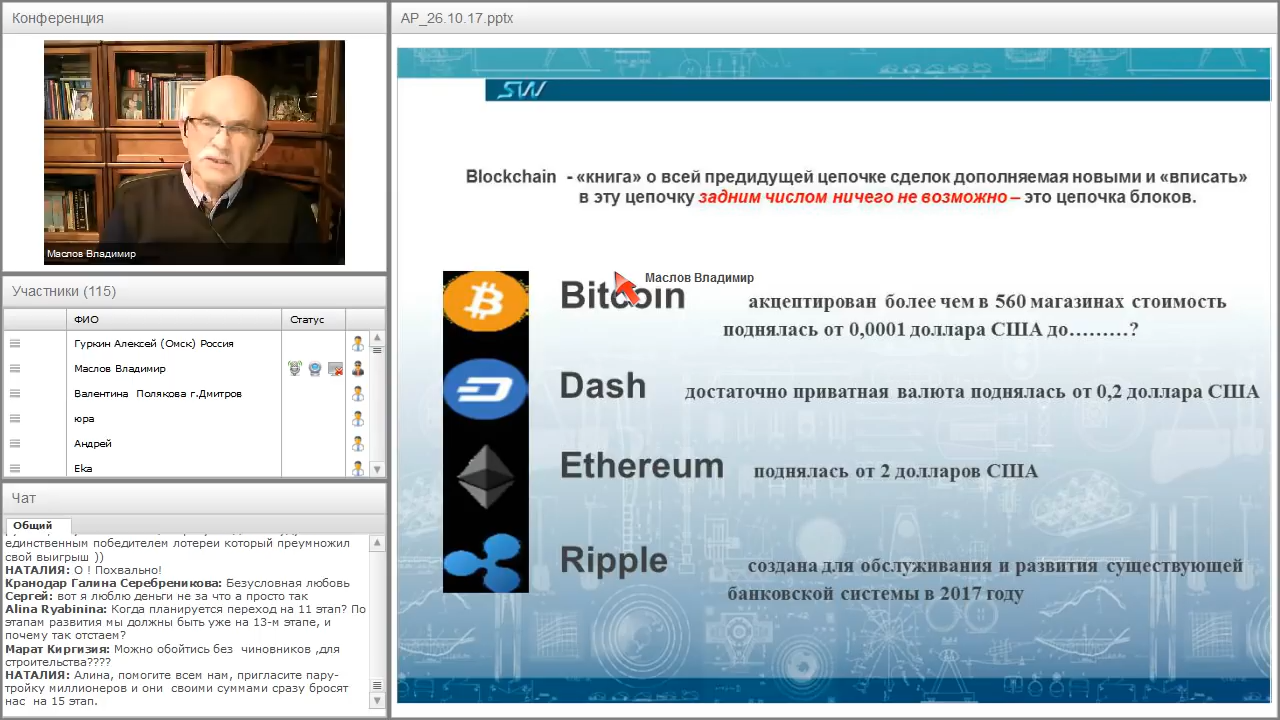 Конференция
Маслов Владимир
Участники (115)
ФИО
Статус
Гуркин Алексей (Омск) Россия
Маслов Владимир
Валентина Полякова г.Дмитров
юра
Андрей
Eka
Чат
Общий
единственным победителем лотереи который преумножил
свой выигрыш ))
НАТАЛИЯ: О ! Похвально!
Кранодар Галина Серебреникова: Безусловная любовь
Сергей: вот я люблю деньги не за что а просто так
Alina Ryabinina: Когда планируется переход на 11 этап? По
этапам развития мы должны быть уже на 13-м этапе, и
почему так отстаем?
Марат Киргизия: Можно обойтись без чиновников ,для
строительства????
НАТАЛИЯ: Алина, помогите всем нам, пригласите пару-
тройку миллионеров и они своими суммами сразу бросят
нас на 15 этап.
AP_26.10.17.pptx
SW
Blockchain - «книга» о всей предидущей цепочке сделок дополняемая новыми и «вписать»
в эту цепочку задним числом ничего не возможно – это цепочка блоков.
Маслов Владимир
Bitcoin акцептирован более чем в 560 магазинах стоимость
поднялась от 0,0001 доллара США до………?
Dash достаточно приватная валюта поднялась от 0,2 доллара США
Ethereum поднялась от 2 долларов США
Ripple создана для обслуживания и развития существующей
банковской системы в 2017 году